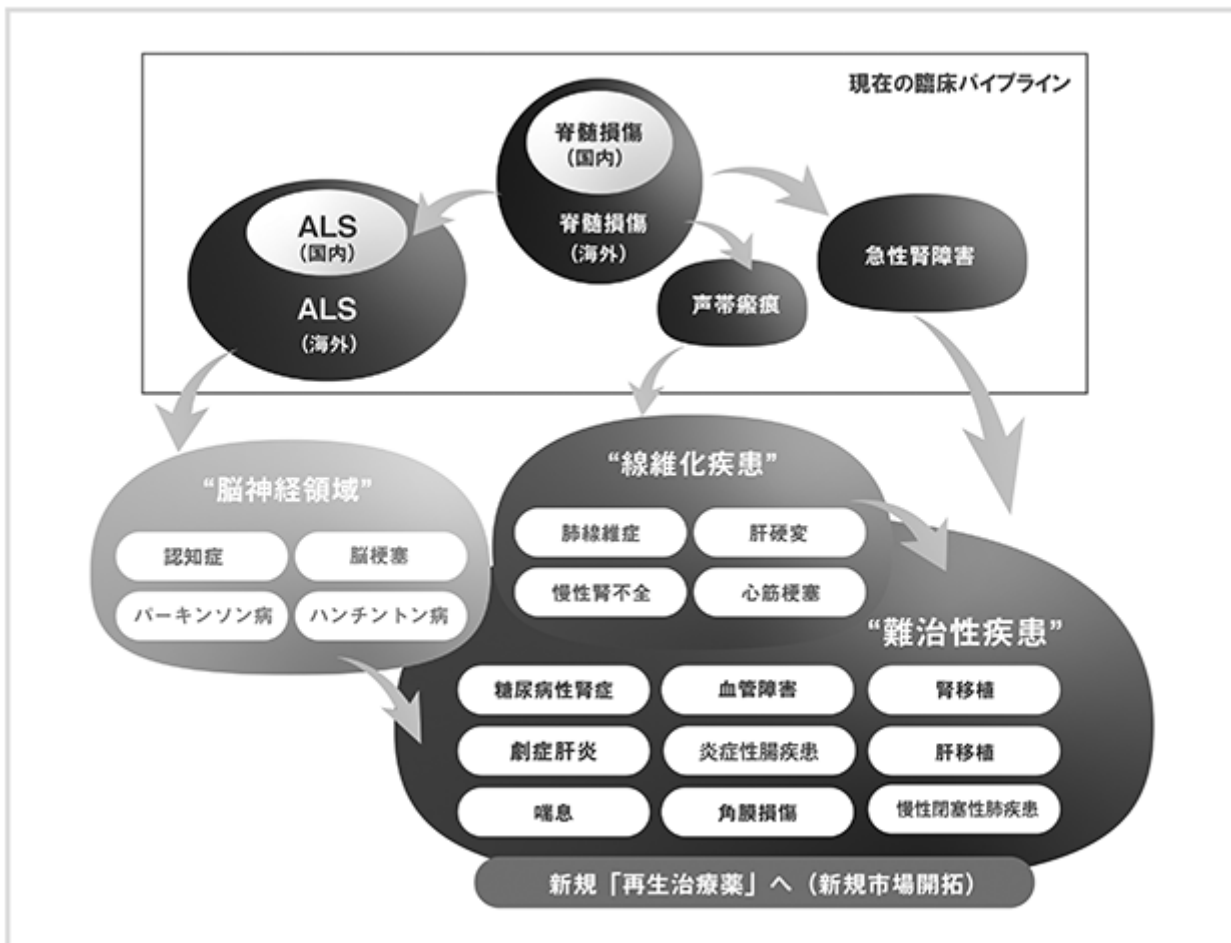 現在の臨床パイプライン
脊髄損傷
(国内)
脊髄損傷
(海外)
ALS
(国内)
ALS
(海外)
急性腎障害
声帯瘢痕
“脳神経領域”
認知症
脳梗塞
パーキンソン病
ハンチントン病
“線維化疾患”
肺線維症
肝硬変
慢性腎不全
心筋梗塞
“難治性疾患”
糖尿病性腎症
血管障害
腎移植
劇症肝炎
炎症性腸疾患
肝移植
喘息
角膜損傷
慢性閉塞性肺疾患
新規「再生治療薬」へ(新規市場開拓)